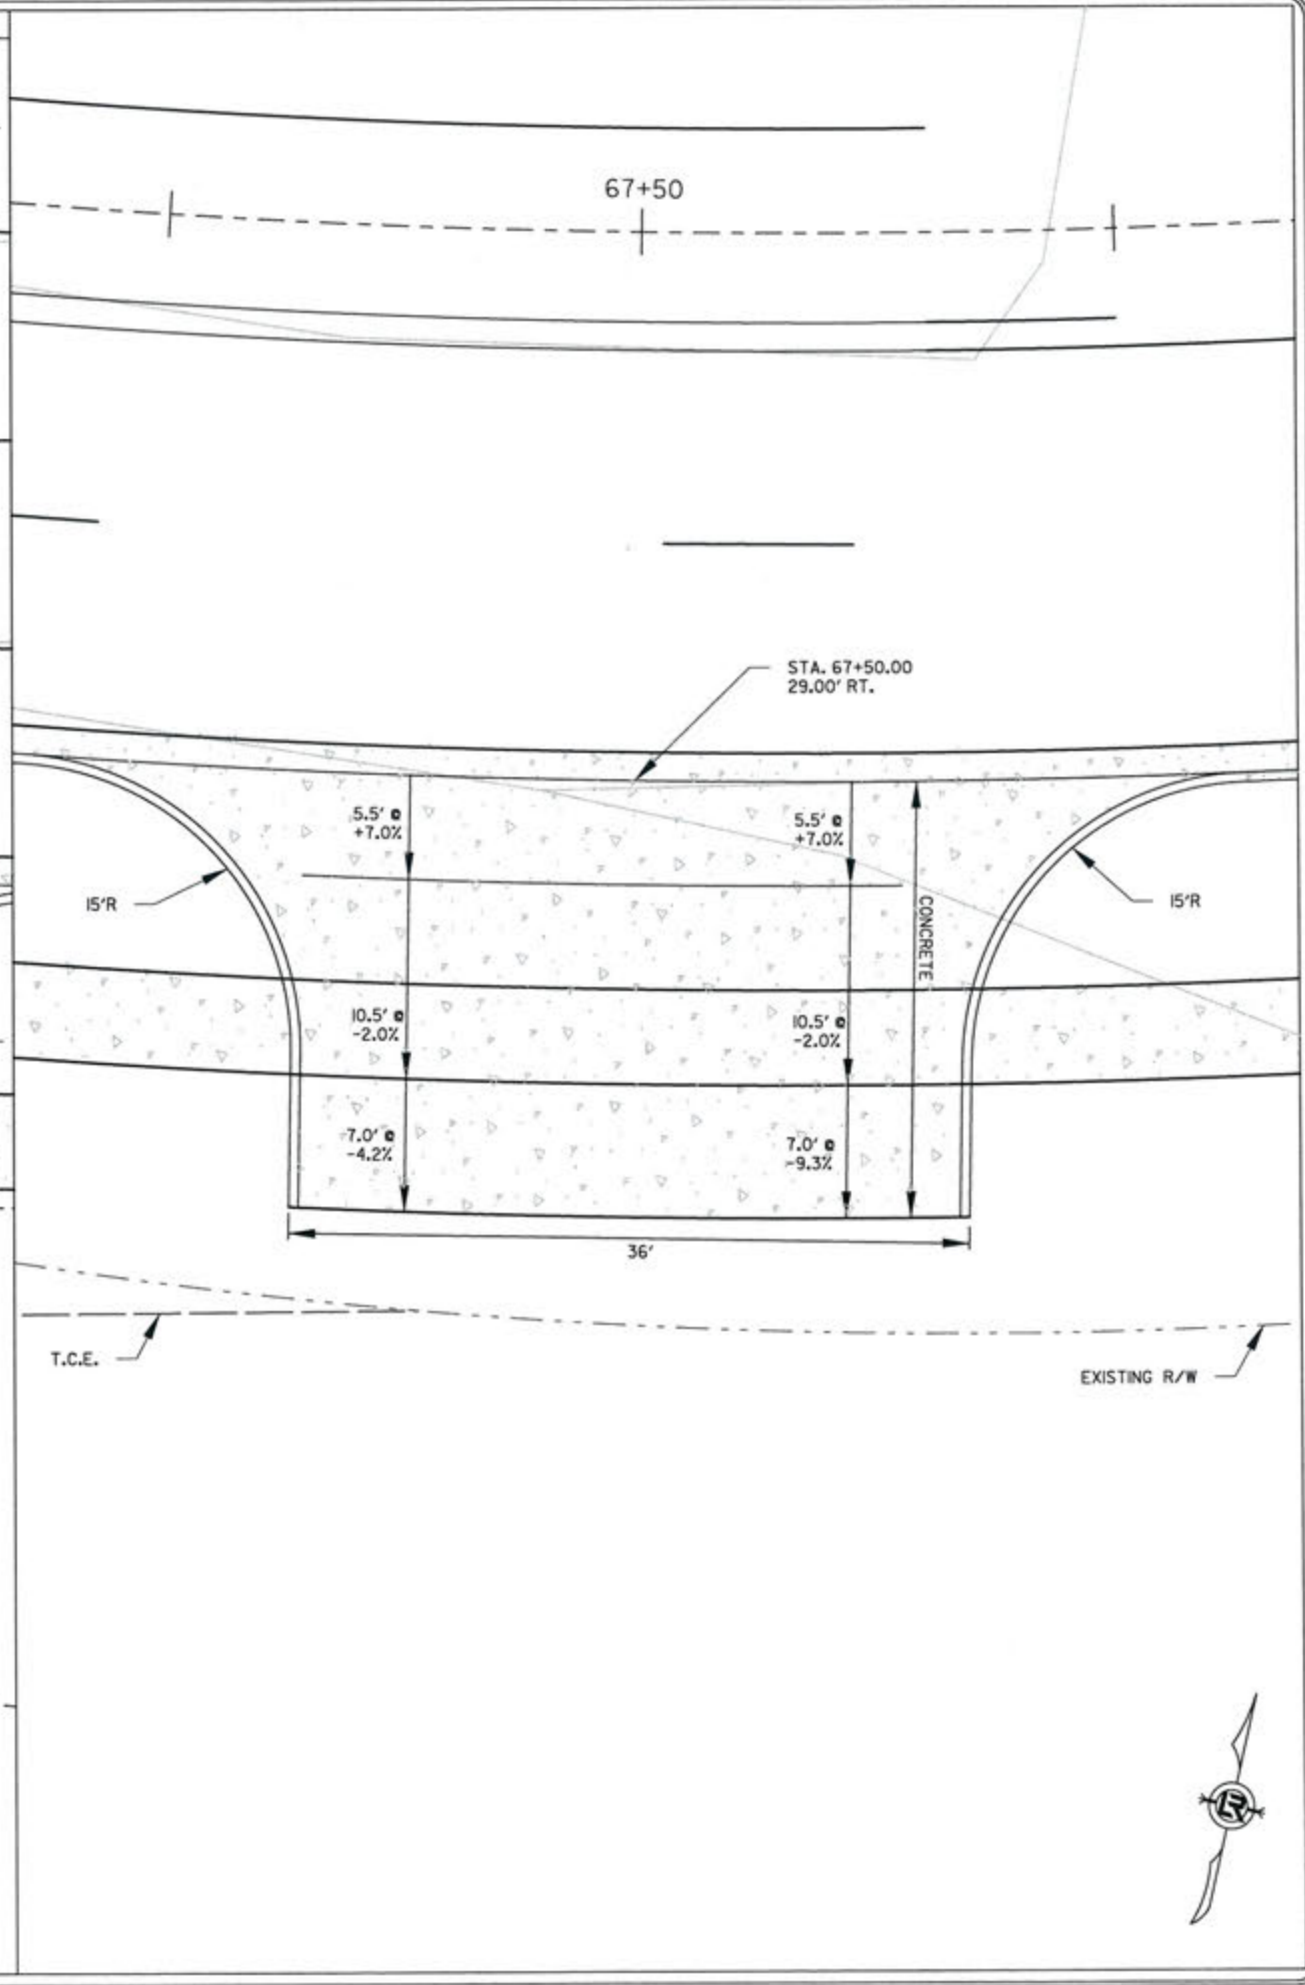 67+50
STA. 67+50.00
29.00' RT.
5.5' @
+7.0%
5.5' @
+7.0%
15'R
15'R
CONCRETE
10.5' @
-2.0%
10.5' @
-2.0%
7.0' @
-4.2%
7.0' @
-9.3%
36'
T.C.E.
EXISTING R/W